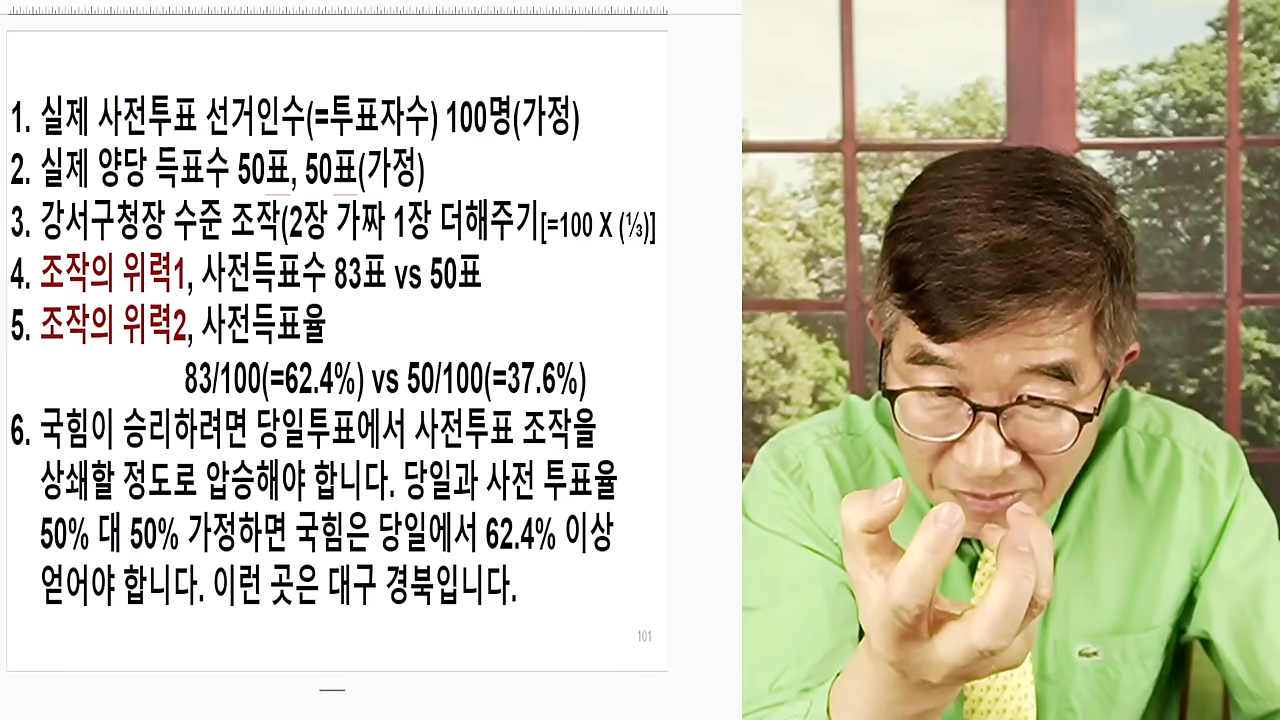 1. 실제 사전투표 선거인수(=투표자수) 100명(가정)
2. 실제 양당 득표수 50표, 50표(가정)
3. 강서구청장 수준 조작(2장 가짜 1장 더해주기[=100 X (⅓)]
4. 조작의 위력1, 사전득표수 83표 vs 50표
5. 조작의 위력2, 사전득표율
83/100(=62.4%) vs 50/100(=37.6%)
6. 국힘이 승리하려면 당일투표에서 사전투표 조작을
상쇄할 정도로 압승해야 합니다. 당일과 사전 투표율
50% 대 50% 가정하면 국힘은 당일에서 62.4% 이상
얻어야 합니다. 이런 곳은 대구 경북입니다.
101